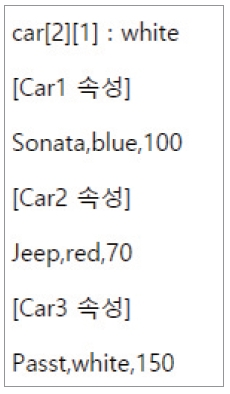 car[2][1] : white
[Car1 속성]
Sonata,blue,100
[Car2 속성]
Jeep,red,70
[Car3 속성]
Passt,white,150